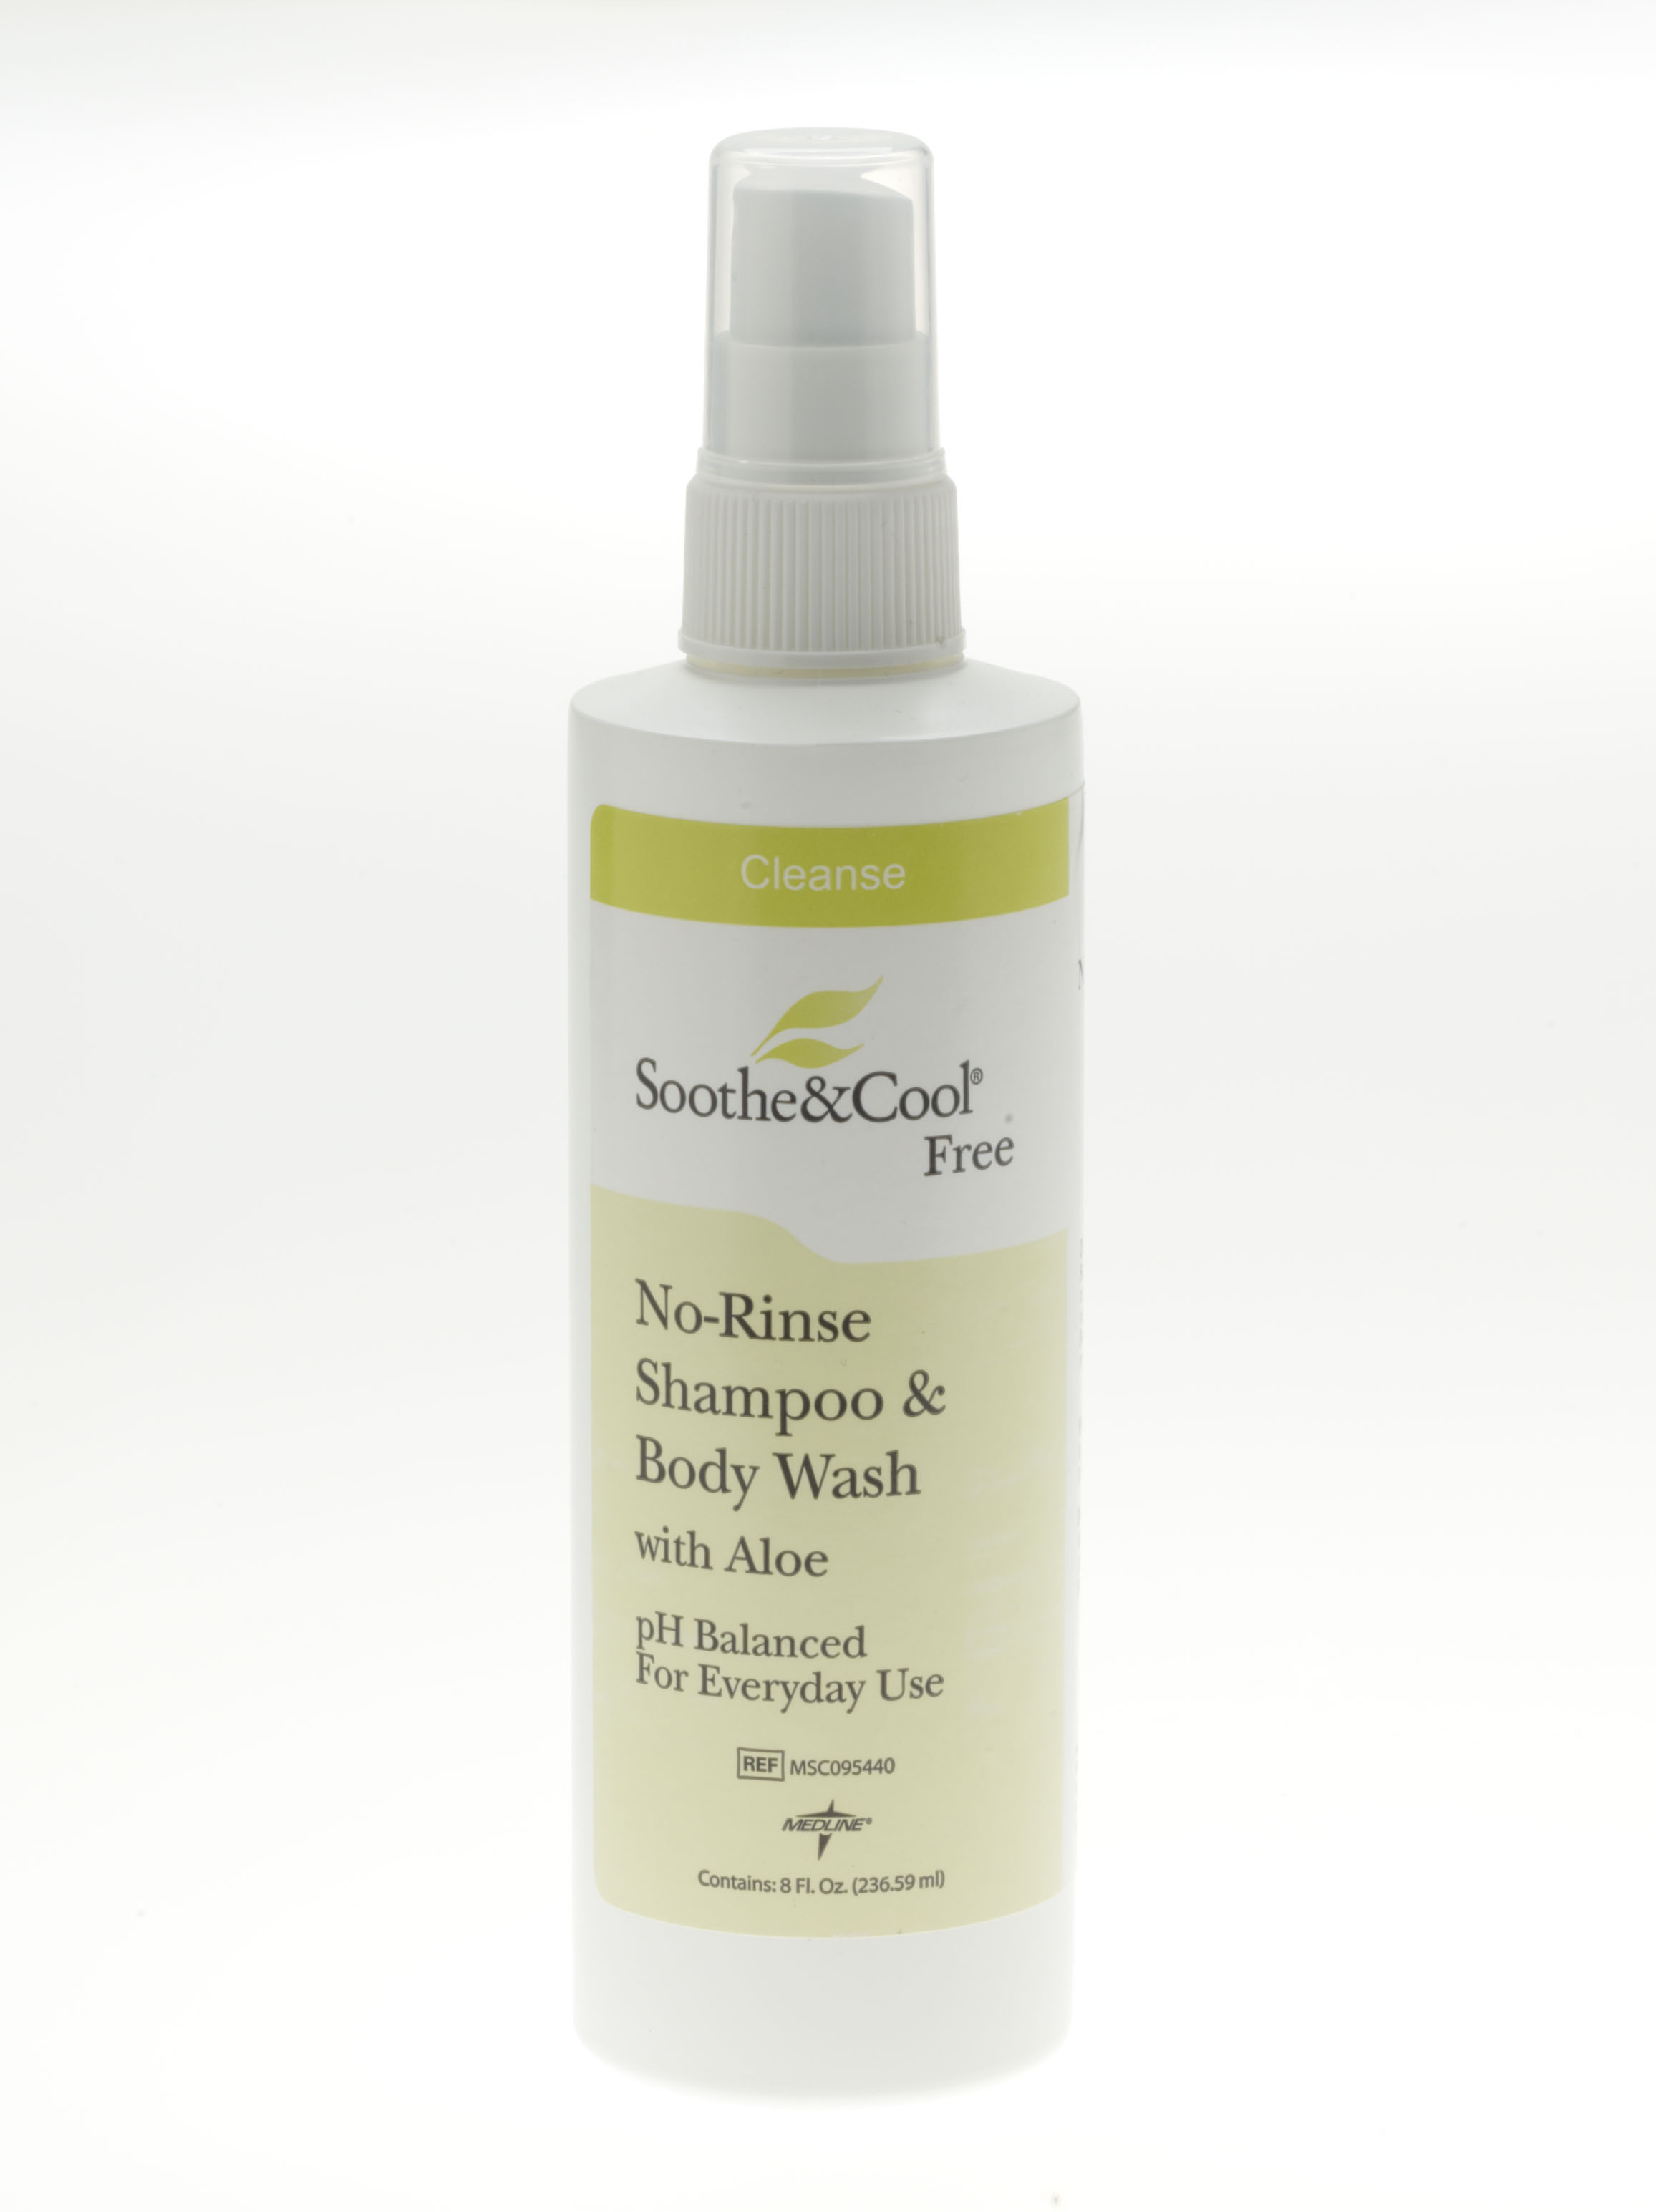 Cleanse
Soothe&Cool®
Free
No-Rinse
Shampoo &
Body Wash
with Aloe
pH Balanced
For Everyday Use
REF MSC095440
MEDLINE®
Contains: 8 Fl. Oz. (236.59 ml)